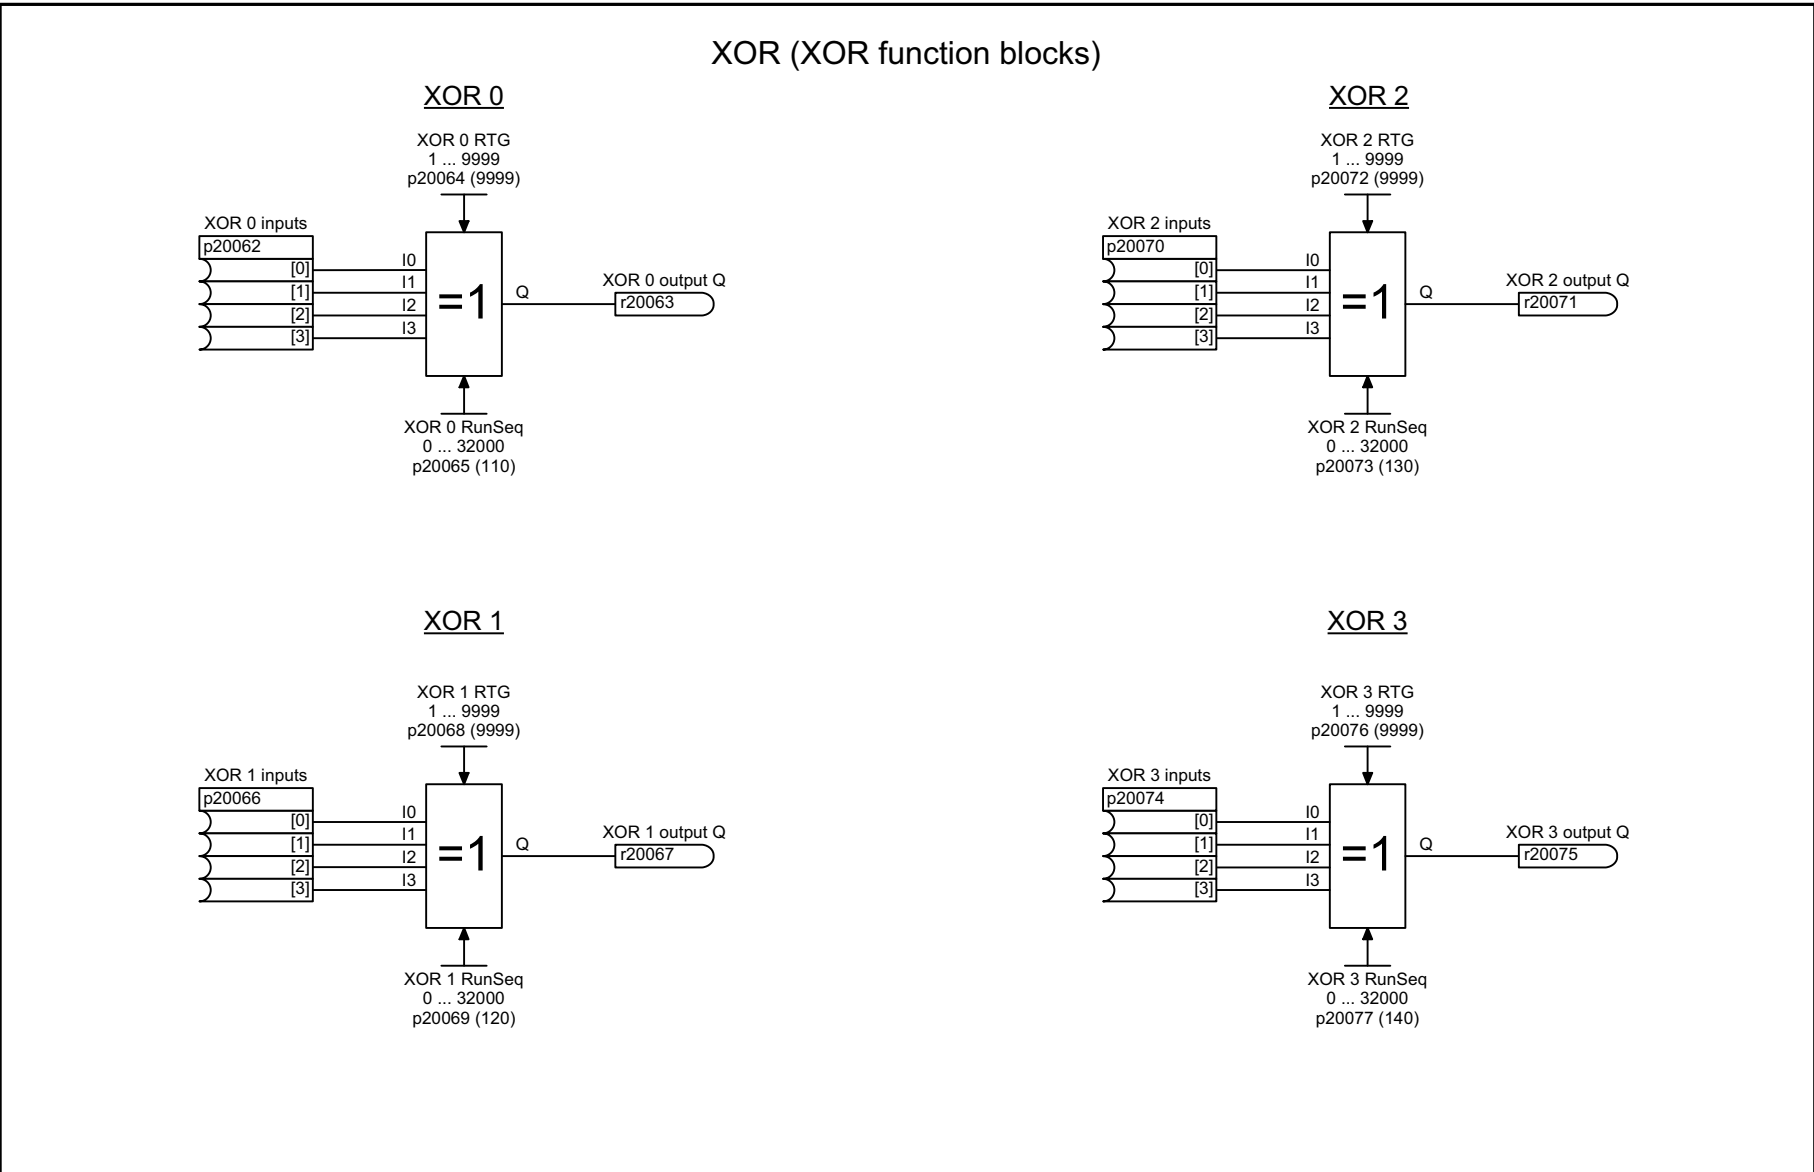 XOR (XOR function blocks)
XOR 0
XOR 0 RTG
1 ... 9999
p20064 (9999)
XOR 0 inputs
p20062
[0]
[1]
[2]
[3]
I0
I1
I2
I3
=1
Q
XOR 0 output Q
r20063
XOR 0 RunSeq
0 ... 32000
p20065 (110)
XOR 2
XOR 2 RTG
1 ... 9999
p20072 (9999)
XOR 2 inputs
p20070
[0]
[1]
[2]
[3]
I0
I1
I2
I3
=1
Q
XOR 2 output Q
r20071
XOR 2 RunSeq
0 ... 32000
p20073 (130)
XOR 1
XOR 1 RTG
1 ... 9999
p20068 (9999)
XOR 1 inputs
p20066
[0]
[1]
[2]
[3]
I0
I1
I2
I3
=1
Q
XOR 1 output Q
r20067
XOR 1 RunSeq
0 ... 32000
p20069 (120)
XOR 3
XOR 3 RTG
1 ... 9999
p20076 (9999)
XOR 3 inputs
p20074
[0]
[1]
[2]
[3]
I0
I1
I2
I3
=1
Q
XOR 3 output Q
r20075
XOR 3 RunSeq
0 ... 32000
p20077 (140)